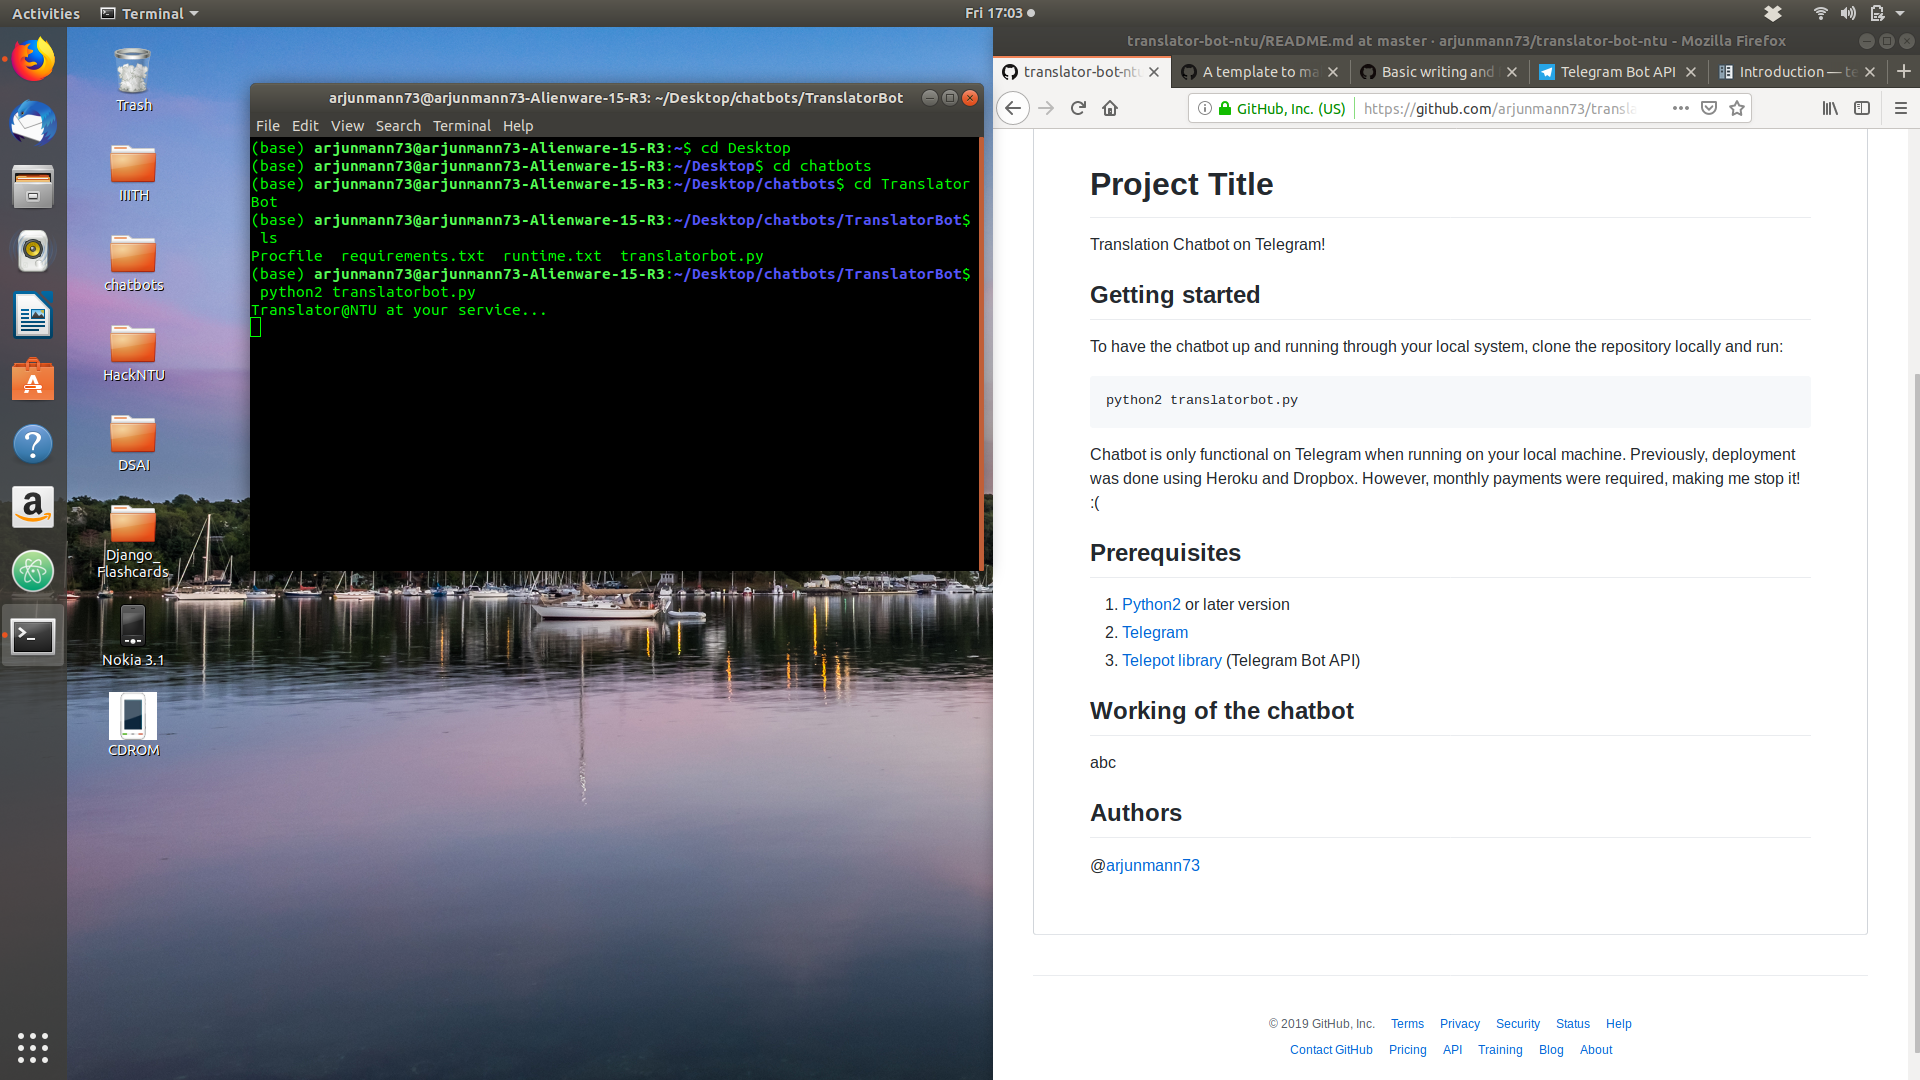 Activities Terminal Fri 17:03
Trash
IIITH
chatbots
HackNTU
DSAI
Django_
Flashcards
Nokia 3.1
CDROM
arjunmann73@arjunmann73-Alienware-15-R3: ~/Desktop/chatbots/TranslatorBot
File Edit View Search Terminal Help
(base) arjunmann73@arjunmann73-Alienware-15-R3:~$ cd Desktop
(base) arjunmann73@arjunmann73-Alienware-15-R3:~/Desktop$ cd chatbots
(base) arjunmann73@arjunmann73-Alienware-15-R3:~/Desktop/chatbots$ cd Translator
Bot
(base) arjunmann73@arjunmann73-Alienware-15-R3:~/Desktop/chatbots/TranslatorBot$
ls
Procfile requirements.txt runtime.txt translatorbot.py
(base) arjunmann73@arjunmann73-Alienware-15-R3:~/Desktop/chatbots/TranslatorBot$
python2 translatorbot.py
Translator@NTU at your service...
translator-bot-ntu/README.md at master · arjunmann73/translator-bot-ntu - Mozilla Firefox
translator-bot-ntu A template to ma Basic writing and Telegram Bot API Introduction — te
GitHub, Inc. (US) https://github.com/arjunmann73/transla
Project Title
Translation Chatbot on Telegram!
Getting started
To have the chatbot up and running through your local system, clone the repository locally and run:
python2 translatorbot.py
Chatbot is only functional on Telegram when running on your local machine. Previously, deployment
was done using Heroku and Dropbox. However, monthly payments were required, making me stop it!
:(
Prerequisites
1. Python2 or later version
2. Telegram
3. Telepot library (Telegram Bot API)
Working of the chatbot
abc
Authors
@arjunmann73
© 2019 GitHub, Inc. Terms Privacy Security Status Help
Contact GitHub Pricing API Training Blog About